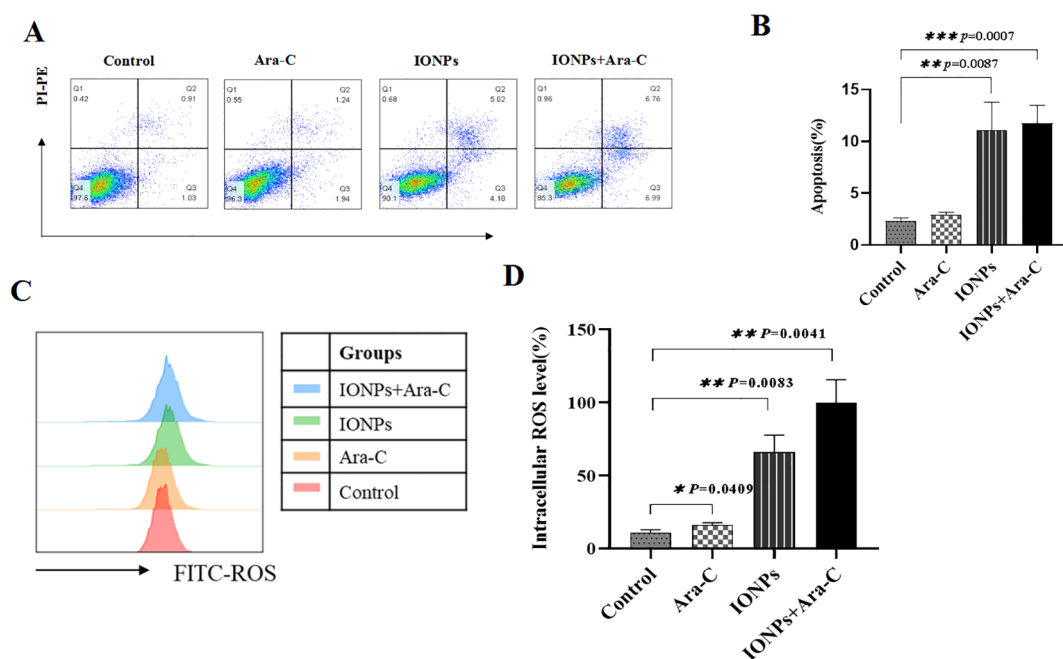 A
Control
Ara-C
IONPs
IONPs+Ara-C
PI-PE
Q1
0.42
Q2
0.91
Q4
97.6
Q3
1.03
Q1
0.55
Q2
1.24
Q4
96.3
Q3
1.94
Q1
0.68
Q2
5.02
Q4
90.1
Q3
4.18
Q1
0.96
Q2
6.76
Q4
85.3
Q3
6.99
B
*** p=0.0007
** p=0.0087
Apoptosis(%)
15
10
5
0
Control
Ara-C
IONPs
IONPs+Ara-C
C
FITC-ROS
Groups
IONPs+Ara-C
IONPs
Ara-C
Control
D
** P=0.0041
** P=0.0083
* P=0.0409
Intracellular ROS level(%)
150
100
50
0
Control
Ara-C
IONPs
IONPs+Ara-C